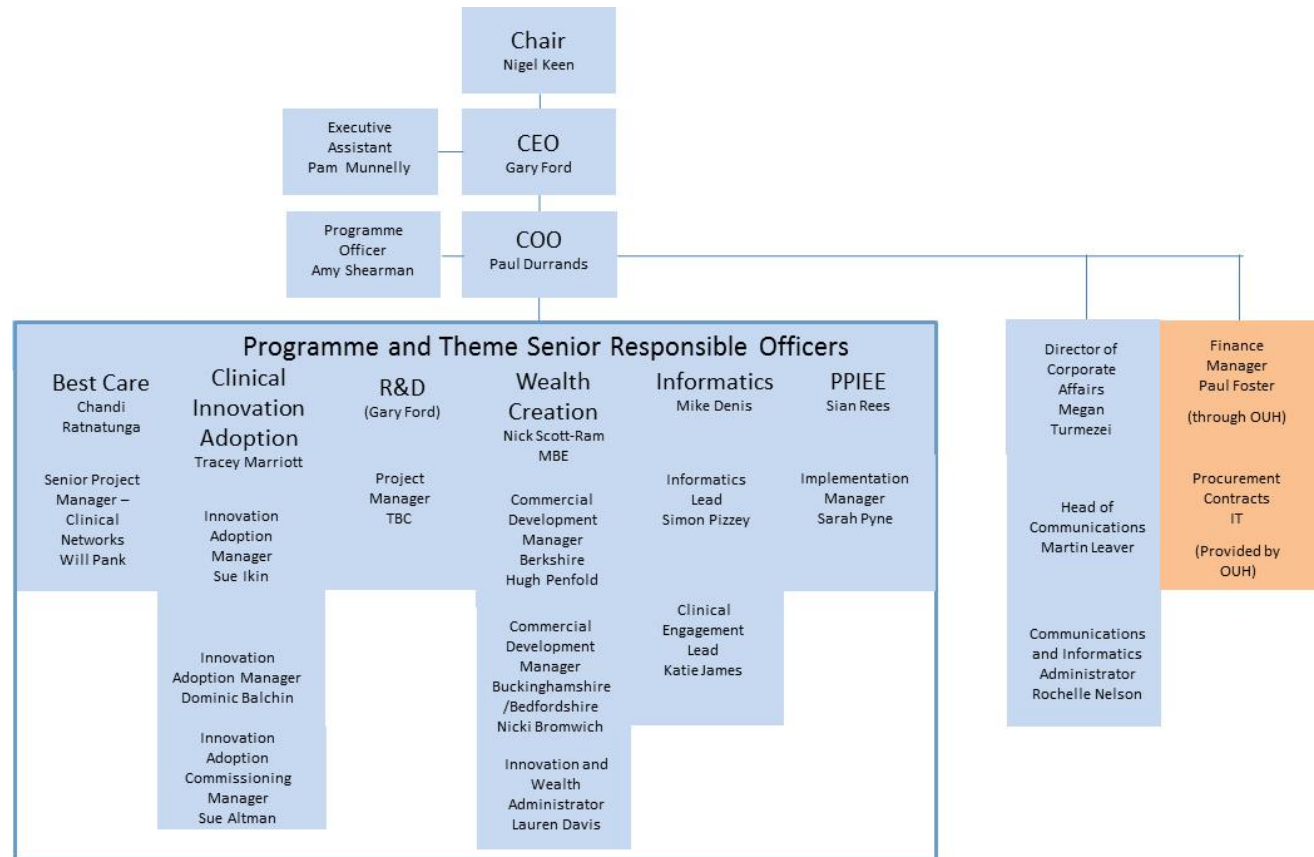 Chair
Nigel Keen
Executive
Assistant
Pam Munnelly
CEO
Gary Ford
Programme
Officer
Amy Shearman
COO
Paul Durrands
Programme and Theme Senior Responsible Officers
Best Care
Chandi
Ratnatunga
Senior Project
Manager –
Clinical
Networks
Will Pank
Clinical
Innovation
Adoption
Tracey Marriott
Innovation
Adoption
Manager
Sue Ikin
Innovation
Adoption Manager
Dominic Balchin
Innovation
Adoption
Commissioning
Manager
Sue Altman
R&D
(Gary Ford)
Project
Manager
TBC
Wealth
Creation
Nick Scott-Ram
MBE
Commercial
Development
Manager
Berkshire
Hugh Penfold
Commercial
Development
Manager
Buckinghamshire
/Bedfordshire
Nicki Bromwich
Innovation and
Wealth
Administrator
Lauren Davis
Informatics
Mike Denis
Informatics
Lead
Simon Pizzey
Clinical
Engagement
Lead
Katie James
PPIEE
Sian Rees
Implementation
Manager
Sarah Pyne
Director of
Corporate
Affairs
Megan
Turmezei
Head of
Communications
Martin Leaver
Communications
and Informatics
Administrator
Rochelle Nelson
Finance
Manager
Paul Foster
(through OUH)
Procurement
Contracts
IT
(Provided by
OUH)